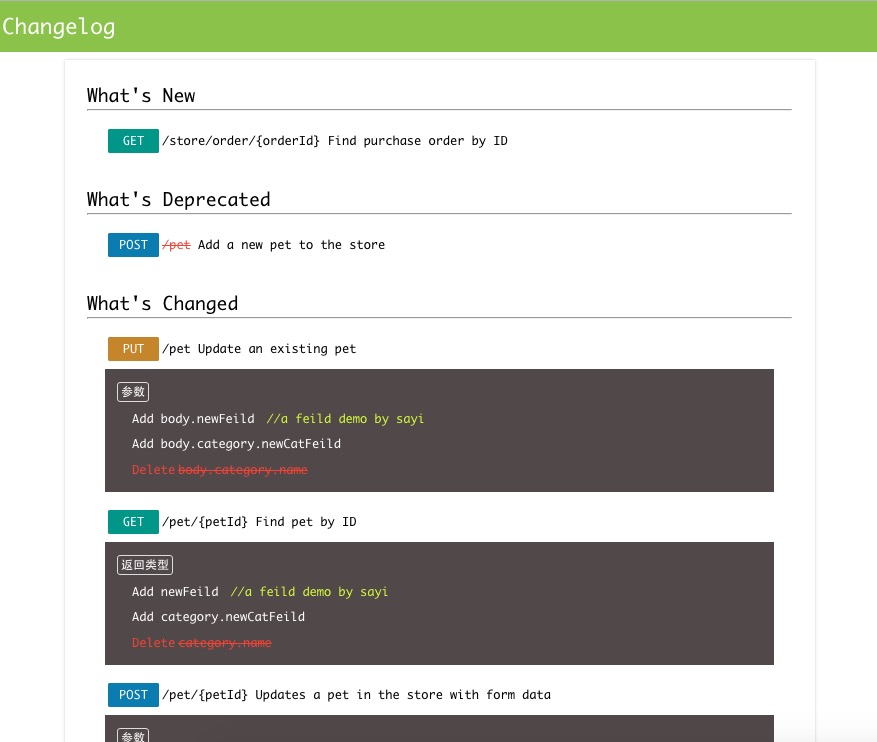 Changelog
What's New
GET /store/order/{orderId} Find purchase order by ID
What's Deprecated
POST /pet Add a new pet to the store
What's Changed
PUT /pet Update an existing pet
参数
Add body.newFeild //a feild demo by sayi
Add body.category.newCatFeild
Delete body.category.name
GET /pet/{petId} Find pet by ID
返回类型
Add newFeild //a feild demo by sayi
Add category.newCatFeild
Delete category.name
POST /pet/{petId} Updates a pet in the store with form data
参数